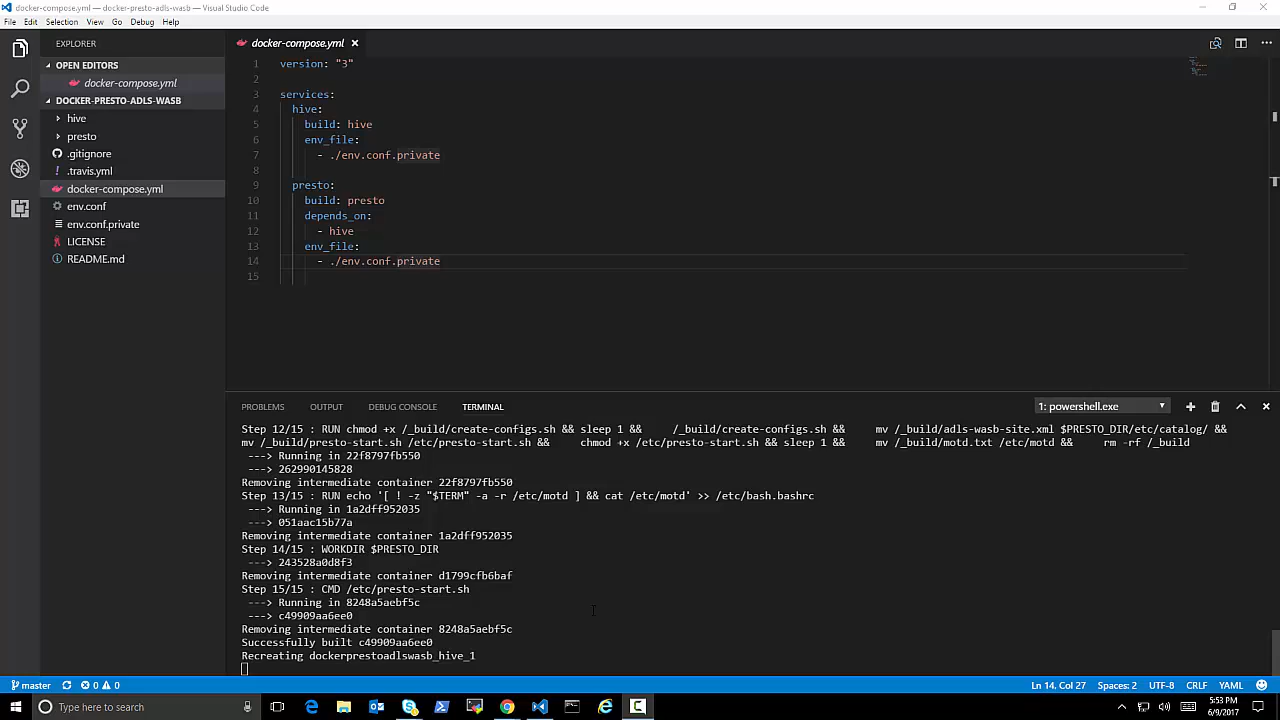 docker-compose.yml — docker-presto-adls-wasb — Visual Studio Code
File Edit Selection View Go Debug Help
EXPLORER
OPEN EDITORS
docker-compose.yml
DOCKER-PRESTO-ADLS-WASB
hive
presto
.gitignore
.travis.yml
docker-compose.yml
env.conf
env.conf.private
LICENSE
README.md
docker-compose.yml
1 version: "3"
2
3 services:
4 hive:
5 build: hive
6 env_file:
7 - ./env.conf.private
8
9 presto:
10 build: presto
11 depends_on:
12 - hive
13 env_file:
14 - ./env.conf.private
15
PROBLEMS OUTPUT DEBUG CONSOLE TERMINAL 1: powershell.exe
Step 12/15 : RUN chmod +x /_build/create-configs.sh && sleep 1 && /_build/create-configs.sh && mv /_build/adls-wasb-site.xml $PRESTO_DIR/etc/catalog/ &&
mv /_build/presto-start.sh /etc/presto-start.sh && chmod +x /etc/presto-start.sh && sleep 1 && mv /_build/motd.txt /etc/motd && rm -rf /_build
---> Running in 22f8797fb550
---> 262990145828
Removing intermediate container 22f8797fb550
Step 13/15 : RUN echo '[ ! -z "$TERM" -a -r /etc/motd ] && cat /etc/motd' >> /etc/bash.bashrc
---> Running in 1a2dff952035
---> 051aac15b77a
Removing intermediate container 1a2dff952035
Step 14/15 : WORKDIR $PRESTO_DIR
---> 243528a0d8f3
Removing intermediate container d1799cfb6baf
Step 15/15 : CMD /etc/presto-start.sh
---> Running in 8248a5aebf5c
---> c49909aa6ee0
Removing intermediate container 8248a5aebf5c
Successfully built c49909aa6ee0
Recreating dockerprestoadlswasb_hive_1
master 0 0 Ln 14, Col 27 Spaces: 2 UTF-8 CRLF YAML
Type here to search
5:53 PM
6/9/2017